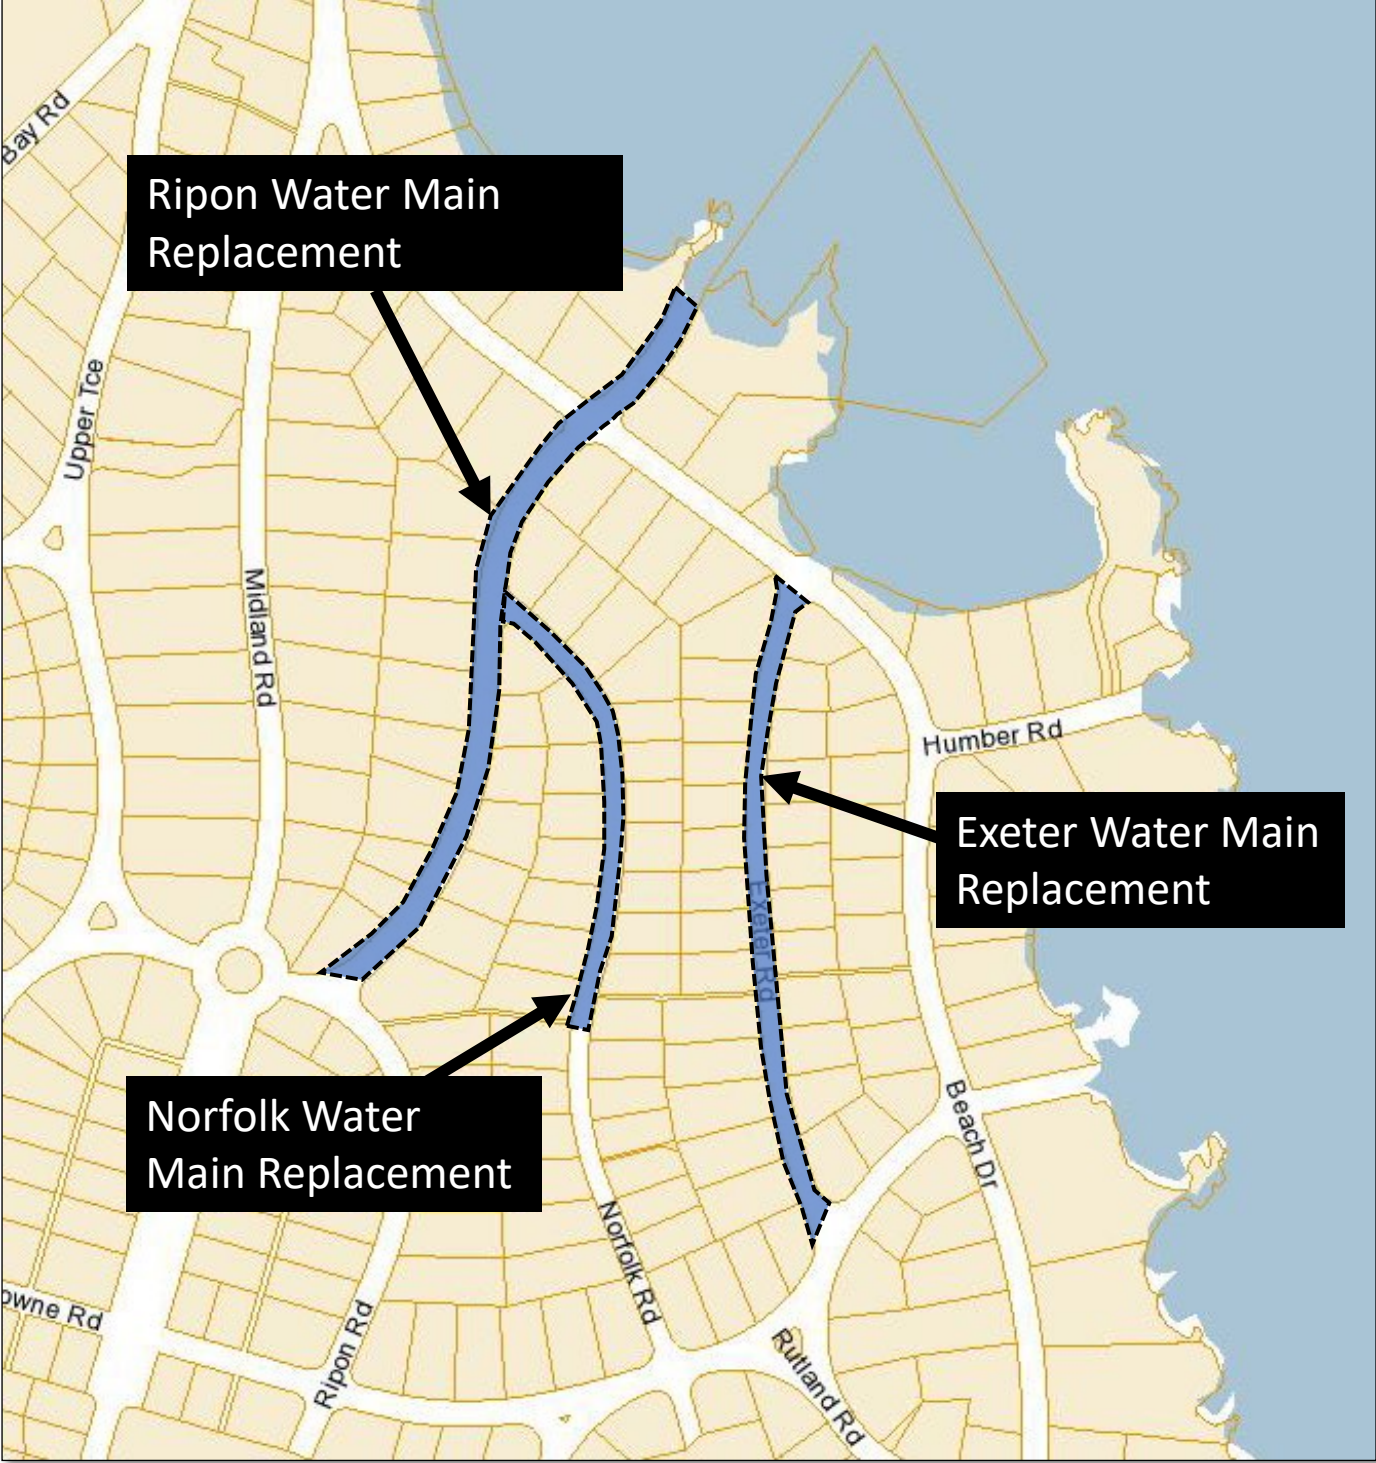 Bay Rd
Ripon Water Main
Replacement
Upper Tce
Midland Rd
Humber Rd
Exeter Water Main
Replacement
Exeter Rd
Norfolk Water
Main Replacement
Beach Dr
Norfolk Rd
owne Rd
Ripon Rd
Rutland Rd